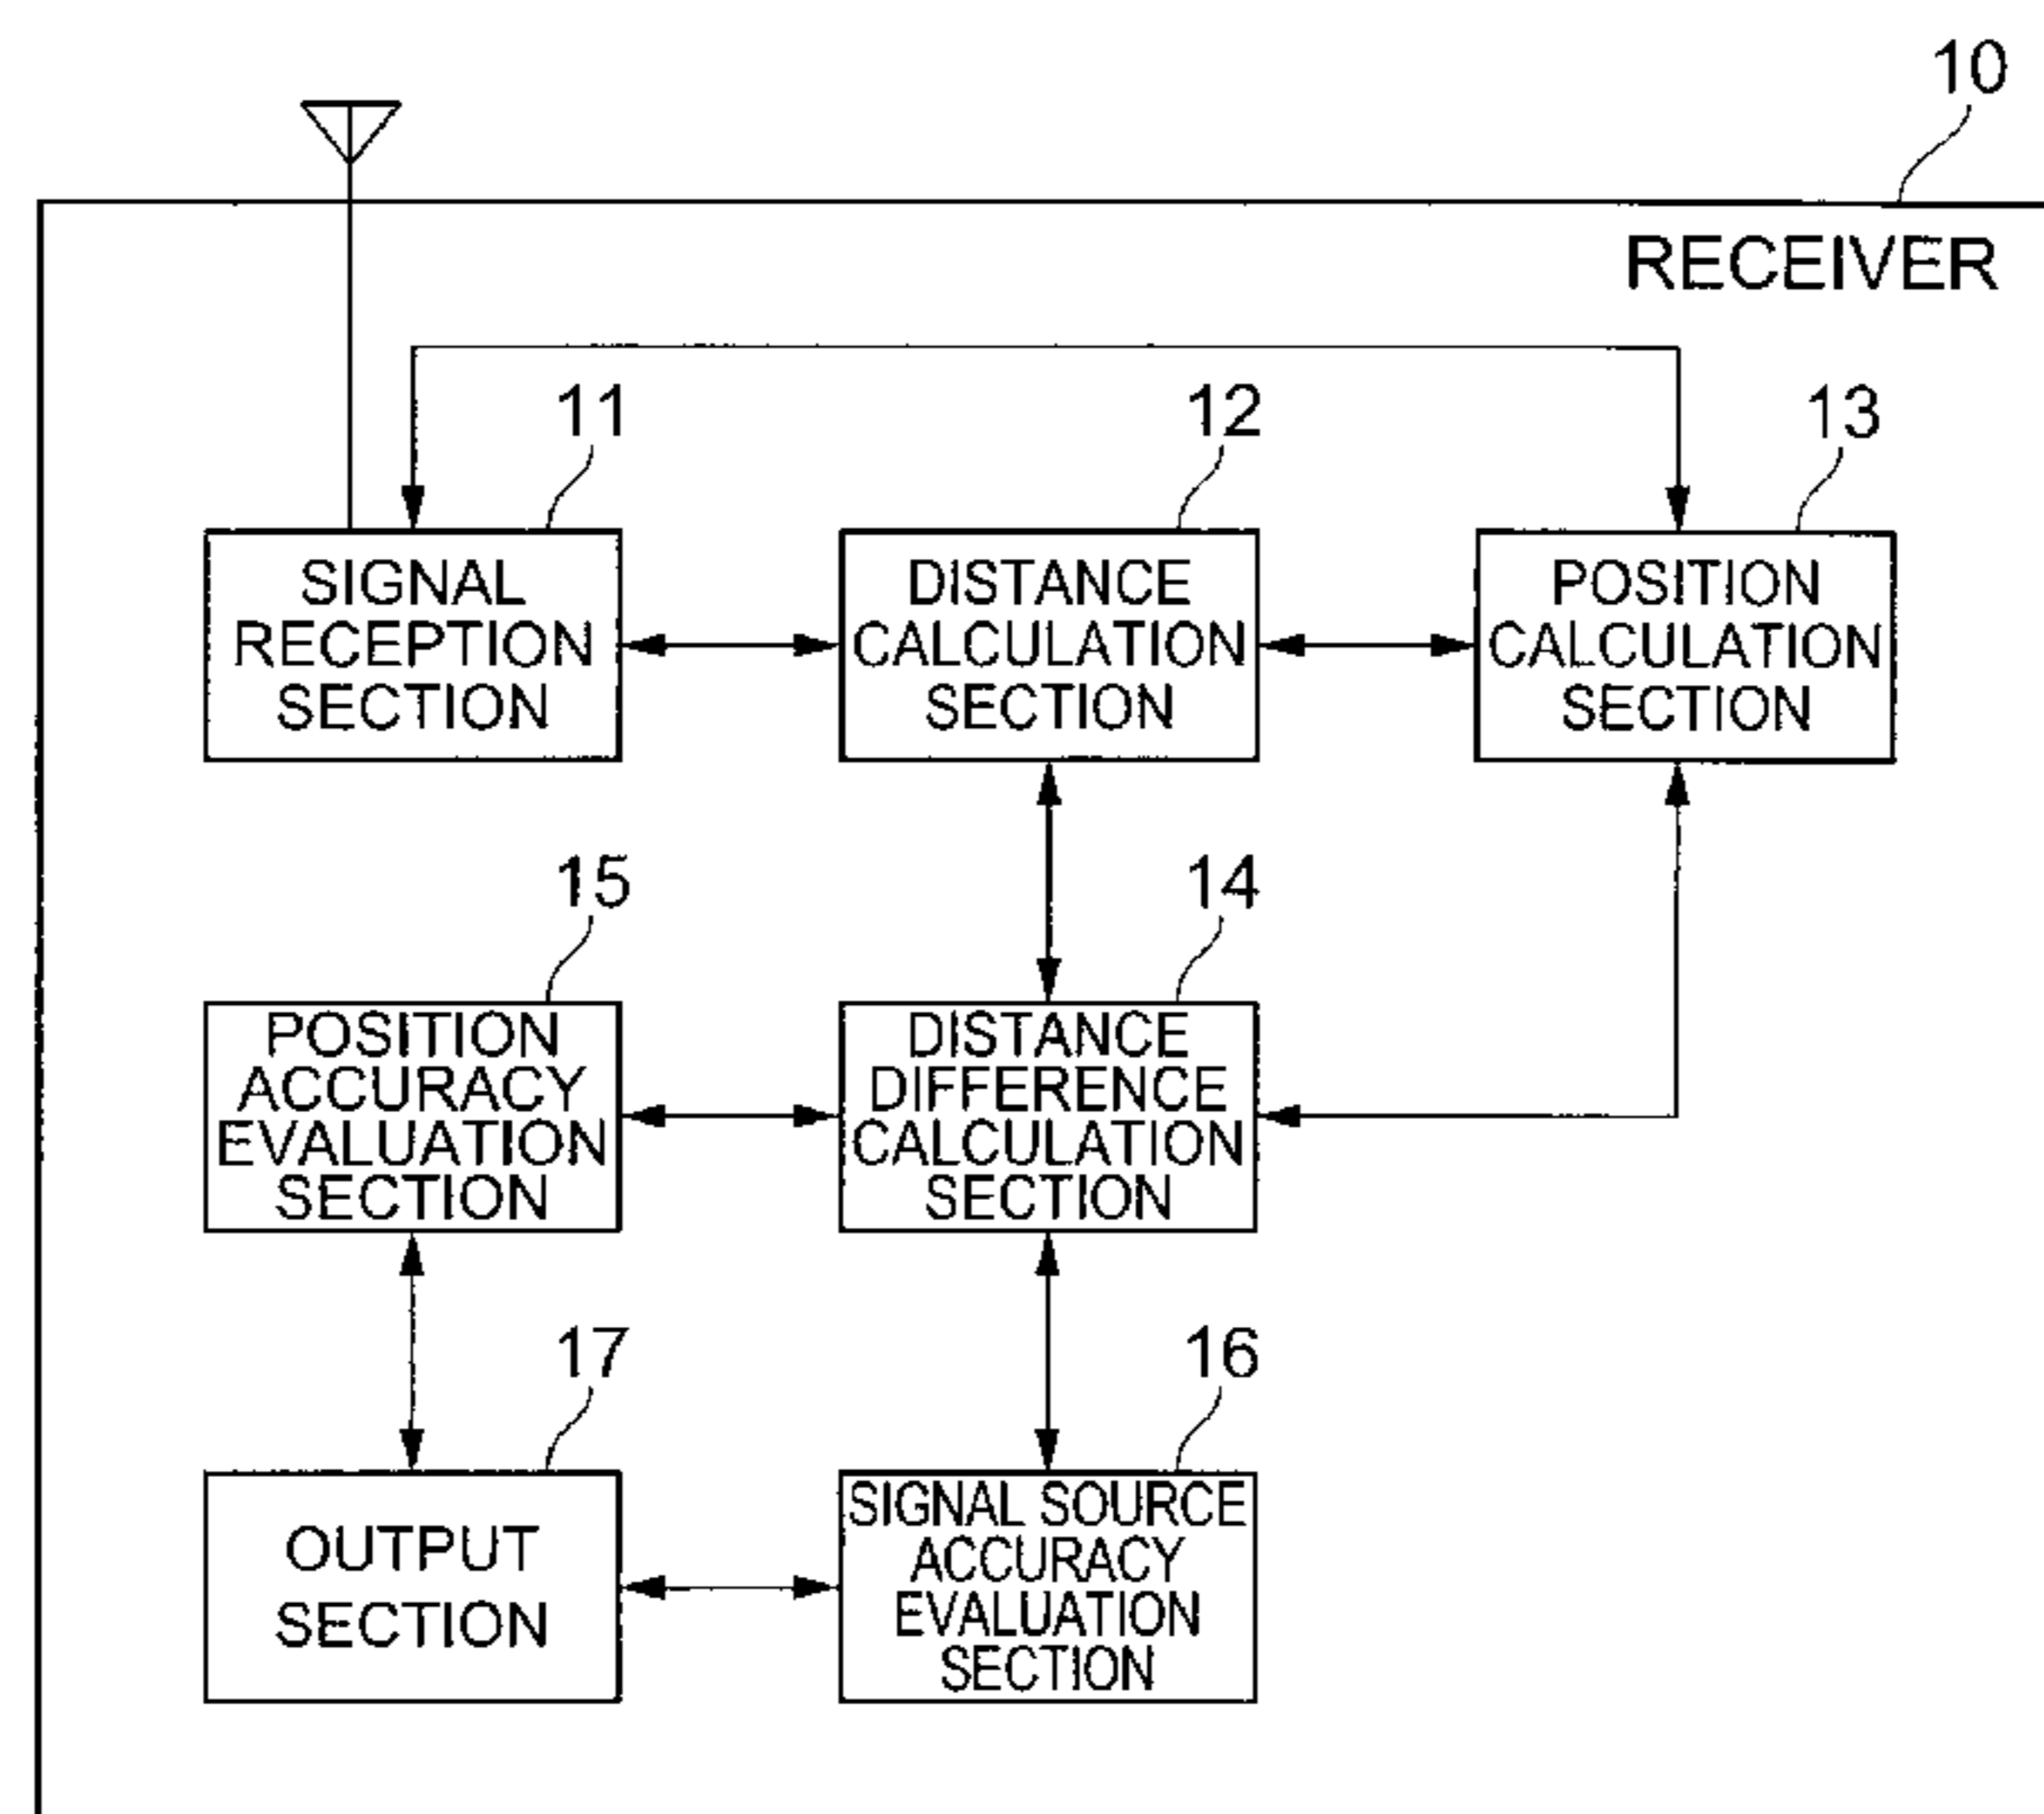 10
RECEIVER
11
12
13
SIGNAL
RECEPTION
SECTION
DISTANCE
CALCULATION
SECTION
POSITION
CALCULATION
SECTION
15
14
POSITION
ACCURACY
EVALUATION
SECTION
DISTANCE
DIFFERENCE
CALCULATION
SECTION
17
16
OUTPUT
SECTION
SIGNAL SOURCE
ACCURACY
EVALUATION
SECTION